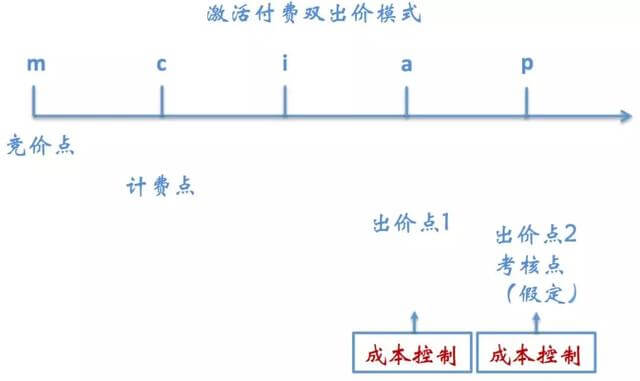 激活付费双出价模式
m c i a p
竞价点
计费点
出价点1
出价点2
考核点
（假定）
成本控制 成本控制